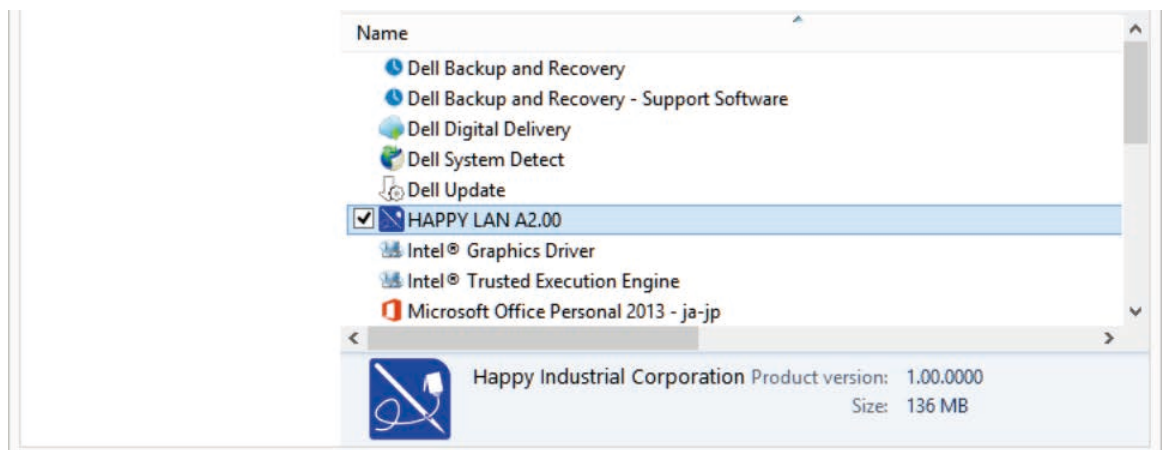 Name
Dell Backup and Recovery
Dell Backup and Recovery - Support Software
Dell Digital Delivery
Dell System Detect
Dell Update
HAPPY LAN A2.00
Intel® Graphics Driver
Intel® Trusted Execution Engine
Microsoft Office Personal 2013 - ja-jp
Happy Industrial Corporation Product version: 1.00.0000
Size: 136 MB